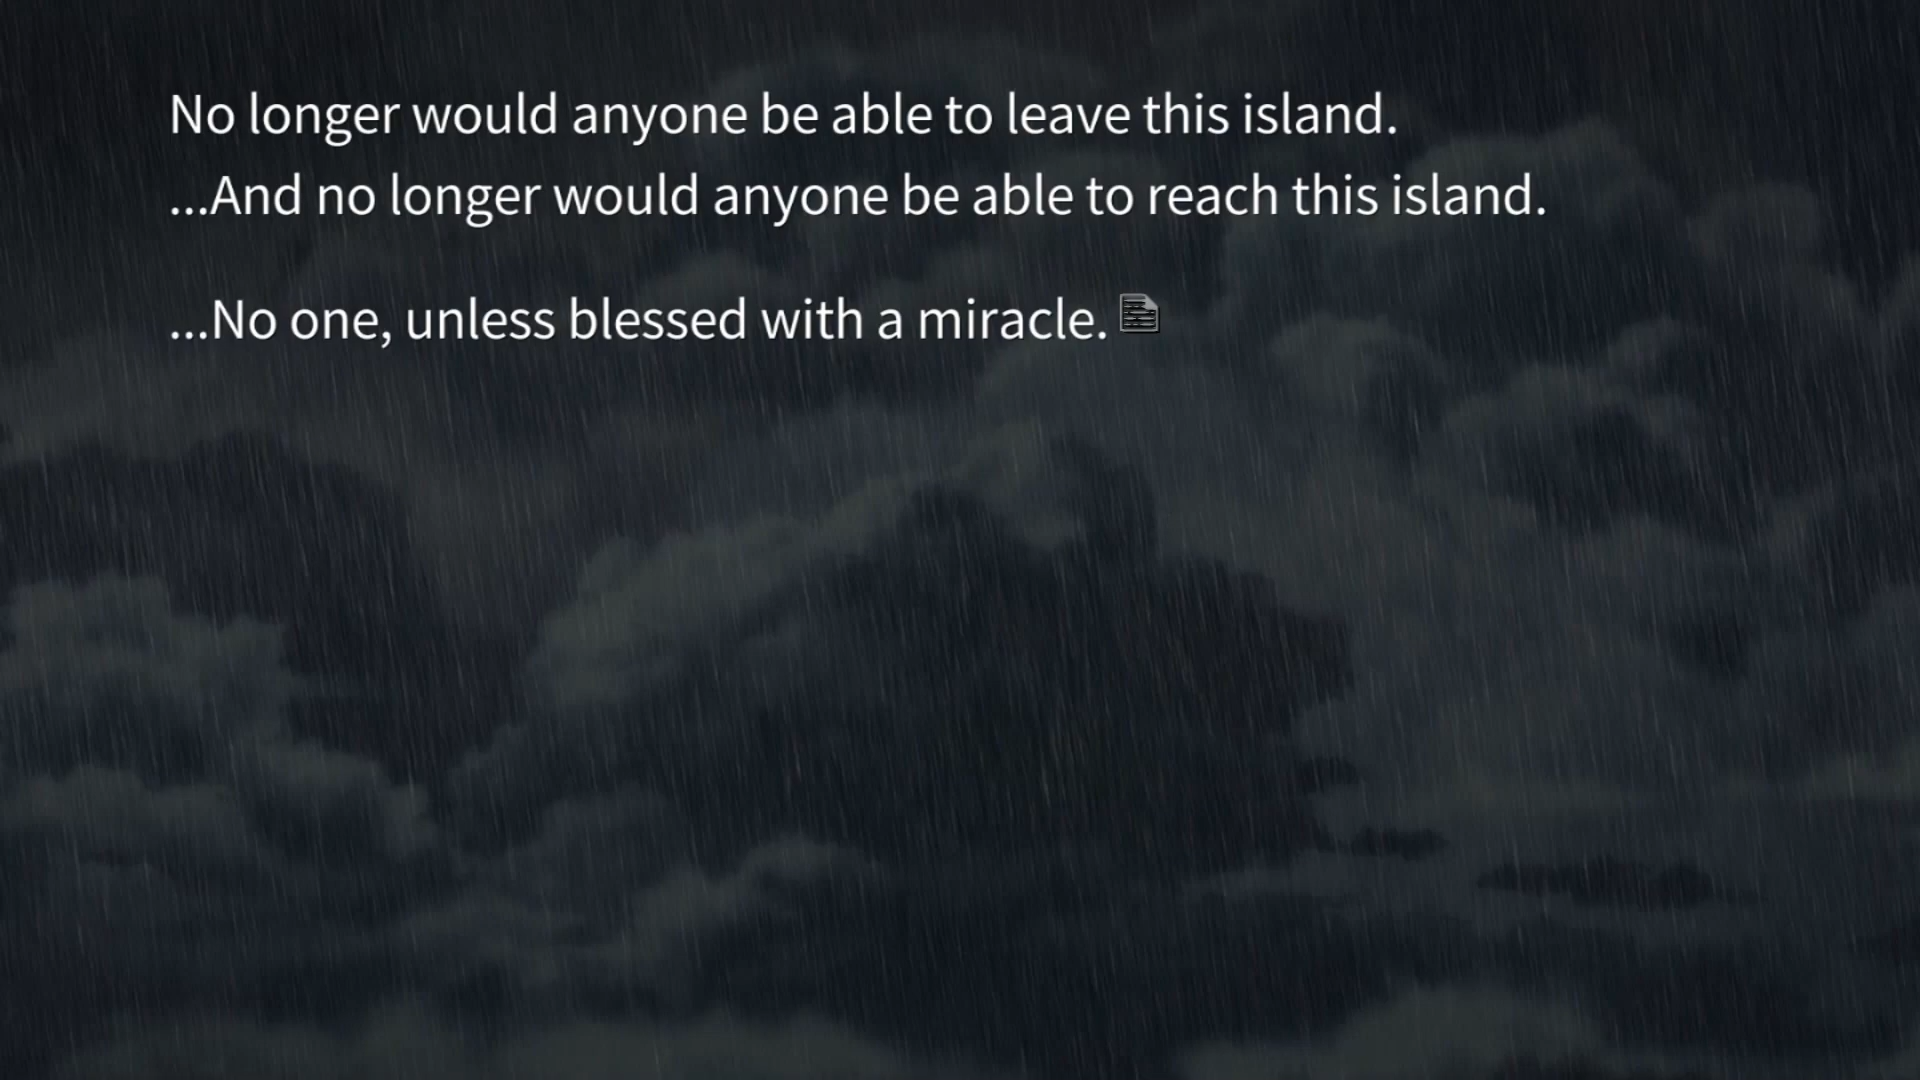 No longer would anyone be able to leave this island.
...And no longer would anyone be able to reach this island.
...No one, unless blessed with a miracle.